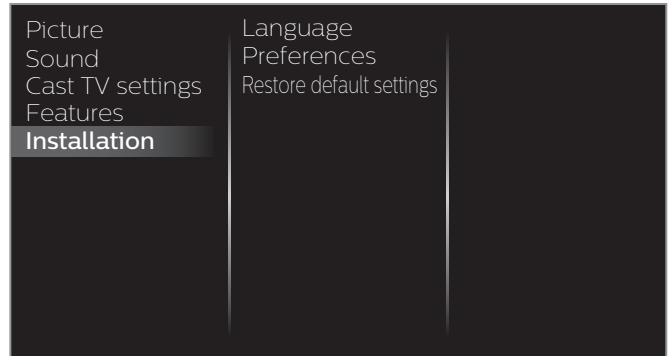 Picture
Sound
Cast TV settings
Features
Installation
Language
Preferences
Restore default settings